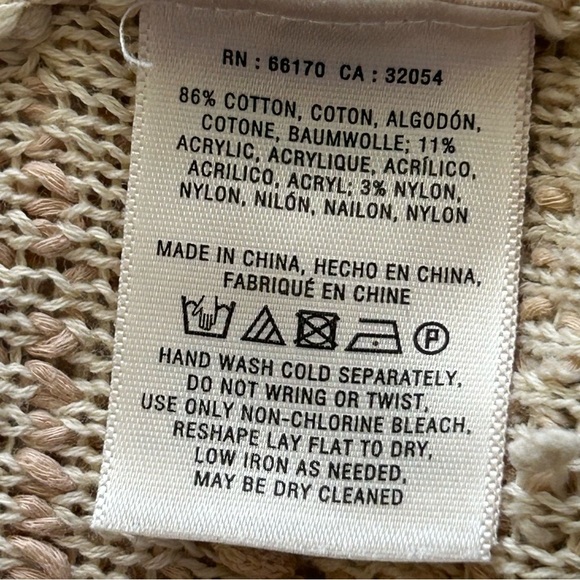 RN : 66170 CA : 32054
86% COTTON, COTON, ALGODÓN,
COTONE, BAUMWOLLE; 11%
ACRYLIC, ACRYLIQUE, ACRÍLICO,
ACRILICO, ACRYL; 3% NYLON,
NYLON, NILÓN, NAILON, NYLON
MADE IN CHINA, HECHO EN CHINA,
FABRIQUÉ EN CHINE
P
HAND WASH COLD SEPARATELY.
DO NOT WRING OR TWIST.
USE ONLY NON-CHLORINE BLEACH.
RESHAPE LAY FLAT TO DRY.
LOW IRON AS NEEDED.
MAY BE DRY CLEANED